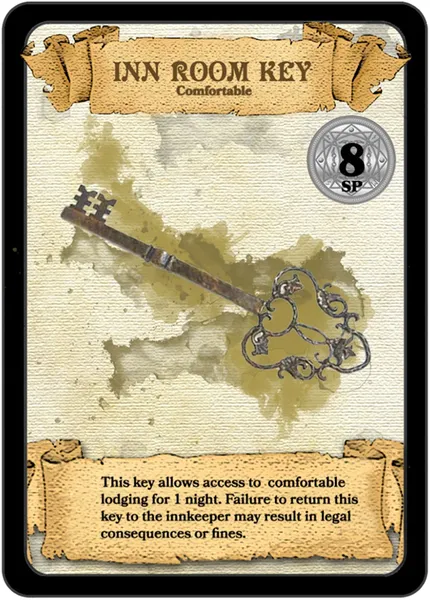 INN ROOM KEY
Comfortable
8
SP
This key allows access to comfortable
lodging for 1 night. Failure to return this
key to the innkeeper may result in legal
consequences or fines.